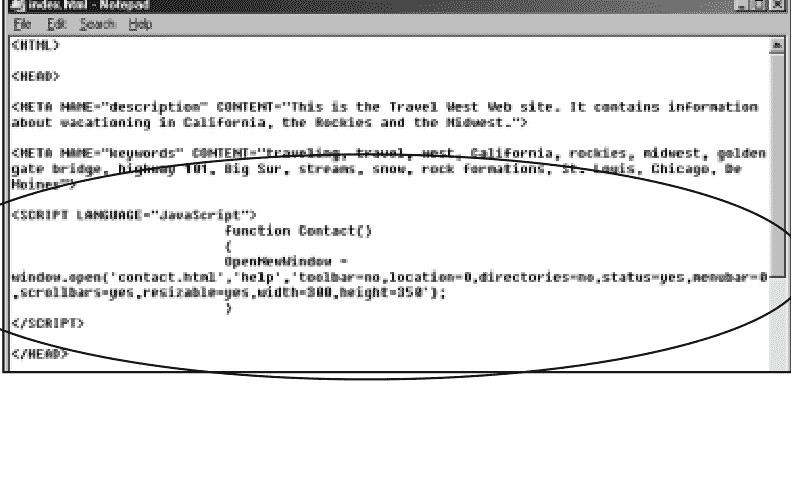 index.html - Notepad
File Edit Search Help
<HTML>
<HEAD>
<META NAME="description" CONTENT="This is the Travel West Web site. It contains information
about vacationing in California, the Rockies and the Midwest.">
<META NAME="keywords" CONTENT="traveling, travel, west, California, rockies, midwest, golden
gate bridge, highway 101, Big Sur, streams, snow, rock formations, St. Louis, Chicago, De
Moines">
<SCRIPT LANGUAGE="JavaScript">
function Contact()
{
OpenNewWindow =
window.open('contact.html','help','toolbar=no,location=0,directories=no,status=yes,menubar=0
,scrollbars=yes,resizable=yes,width=300,height=350');
}
</SCRIPT>
</HEAD>